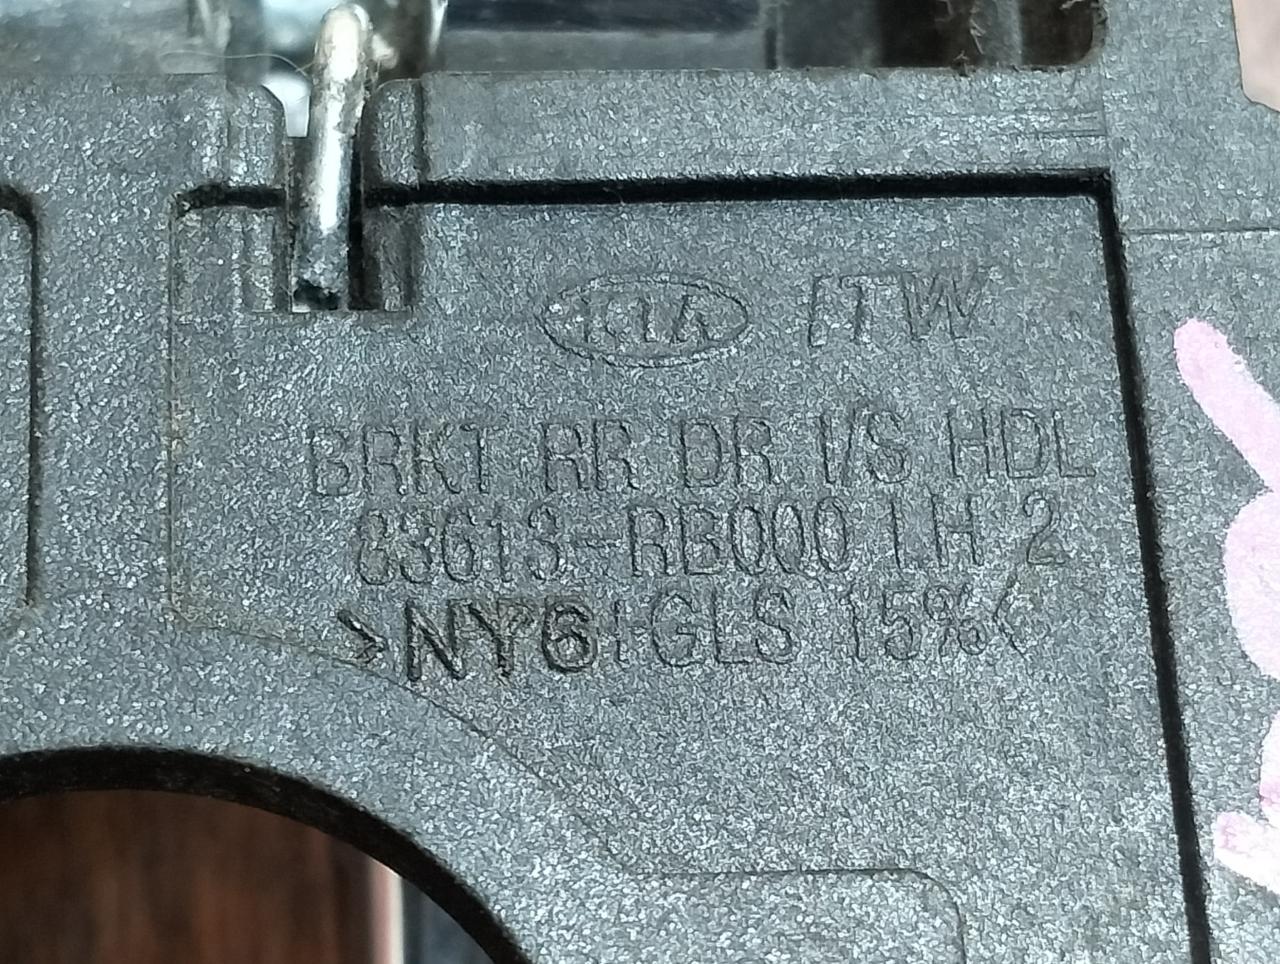 KIA ITW
BRKT RR DR I/S HDL
83613-RB000 LH 2
>NY6+GLS 15%<